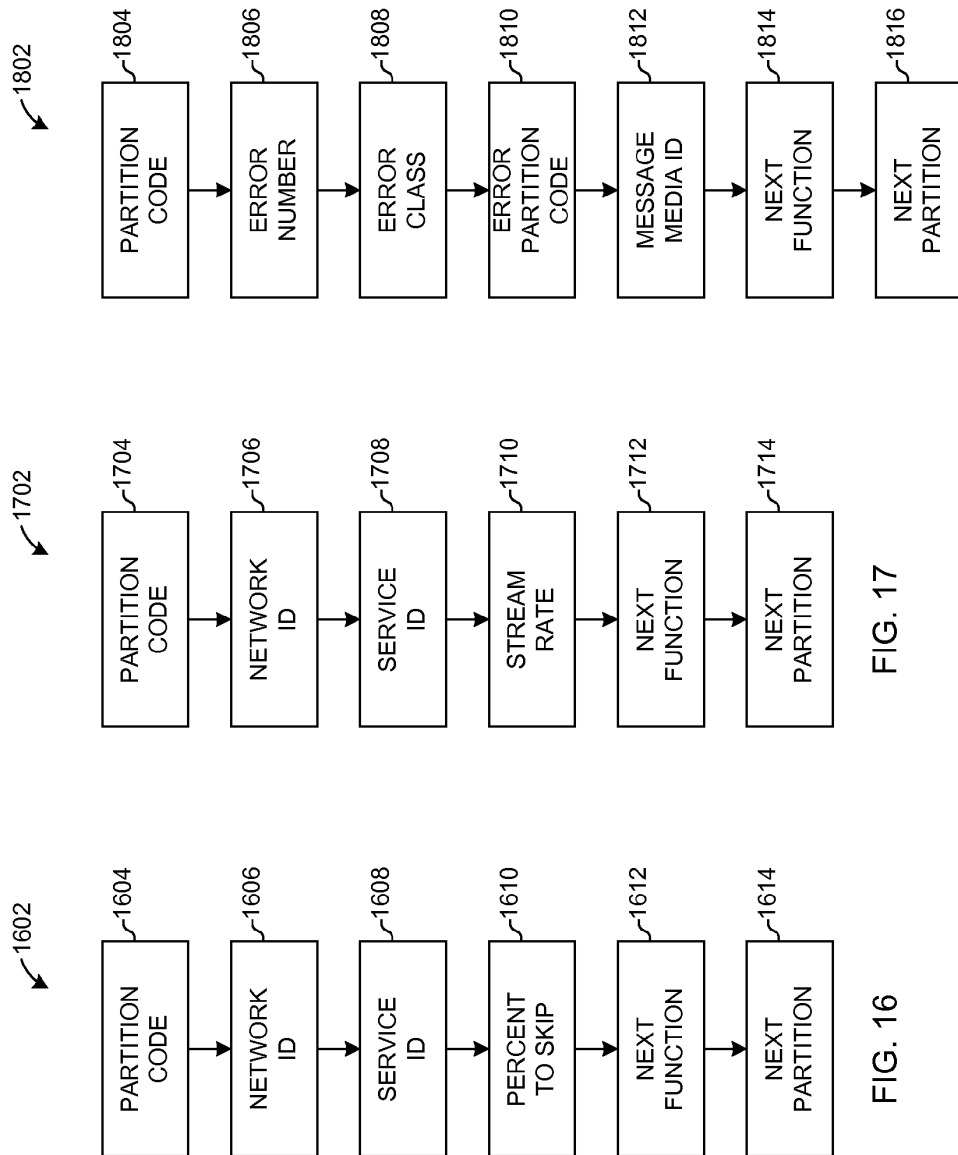 1602
PARTITION
CODE
1604
NETWORK
ID
1606
SERVICE
ID
1608
PERCENT
TO SKIP
1610
NEXT
FUNCTION
1612
NEXT
PARTITION
1614
FIG. 16
1702
PARTITION
CODE
1704
NETWORK
ID
1706
SERVICE
ID
1708
STREAM
RATE
1710
NEXT
FUNCTION
1712
NEXT
PARTITION
1714
FIG. 17
1802
PARTITION
CODE
1804
ERROR
NUMBER
1806
ERROR
CLASS
1808
ERROR
PARTITION
CODE
1810
MESSAGE
MEDIA ID
1812
NEXT
FUNCTION
1814
NEXT
PARTITION
1816